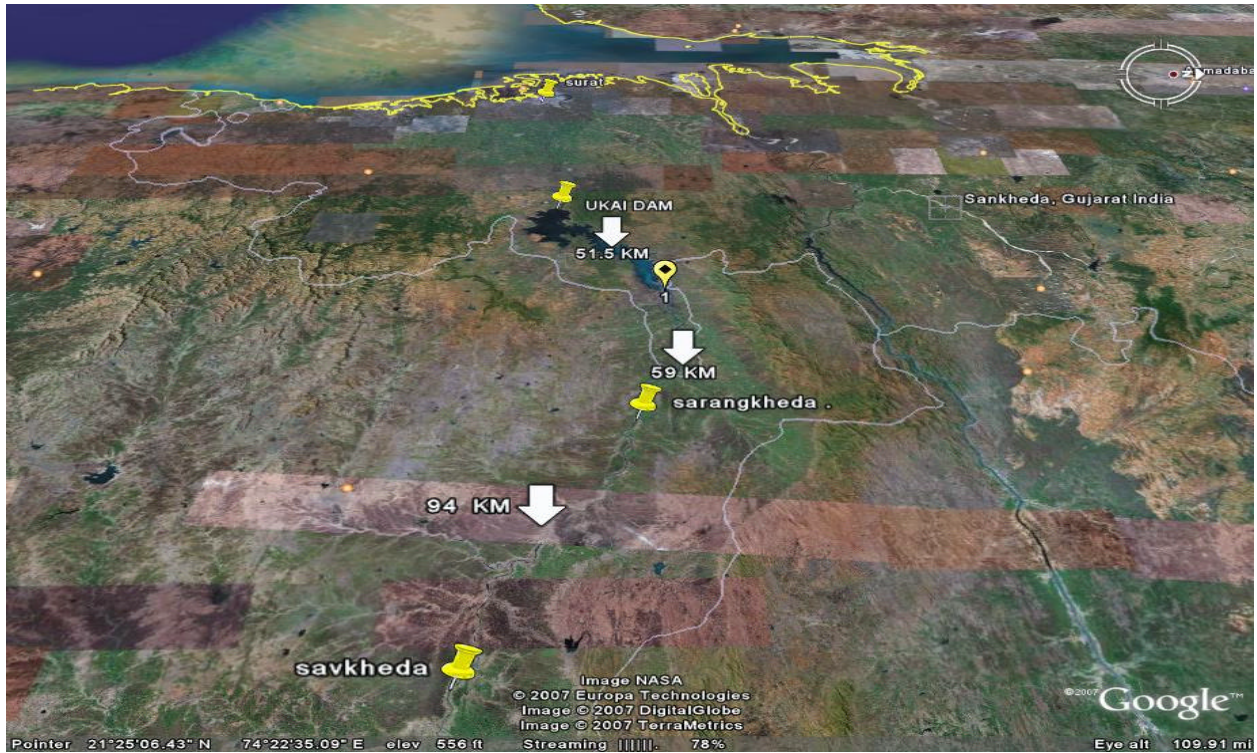 surat
madaba
Sankheda, Gujarat India
UKAI DAM
51.5 KM
1
59 KM
sarangkheda .
94 KM
savkheda
Image NASA
© 2007 Europa Technologies
Image © 2007 DigitalGlobe
Image © 2007 TerraMetrics
©2007 Google™
Pointer 21°25'06.43" N 74°22'35.09" E elev 556 ft Streaming ||||||. 78% Eye alt 109.91 mi